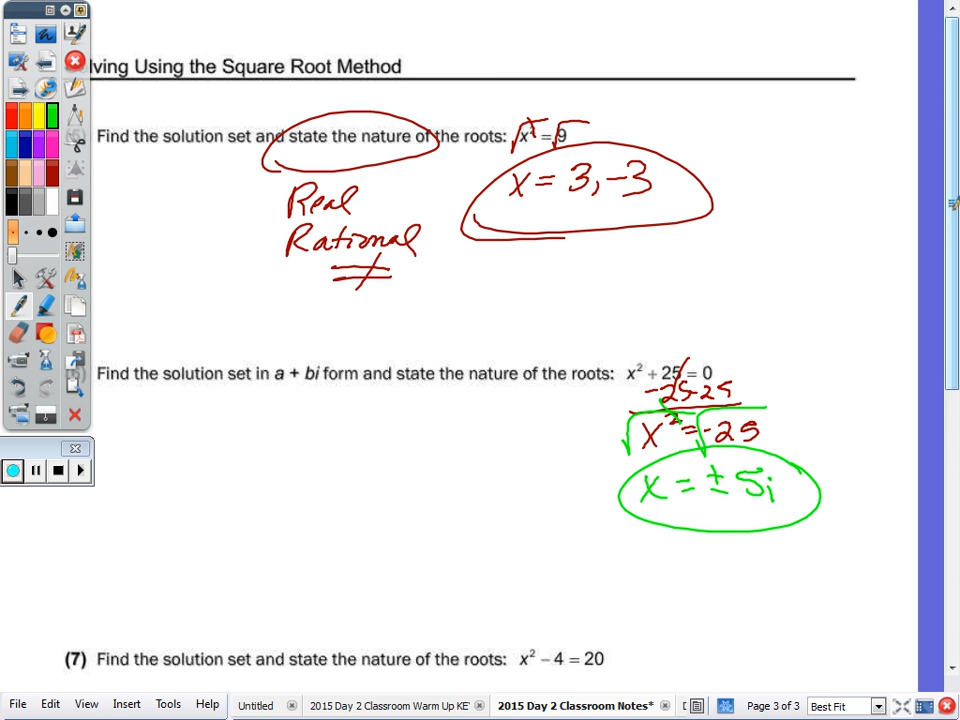 lving Using the Square Root Method
Find the solution set and state the nature of the roots: √x² = √9
x = 3, -3
Real
Rational
≠
Find the solution set in a + bi form and state the nature of the roots: x² + 25 = 0
-25 -25
√x² = √-25
x = ± 5i
(7) Find the solution set and state the nature of the roots: x² − 4 = 20
File Edit View Insert Tools Help Untitled 2015 Day 2 Classroom Warm Up KEY 2015 Day 2 Classroom Notes* Page 3 of 3 Best Fit